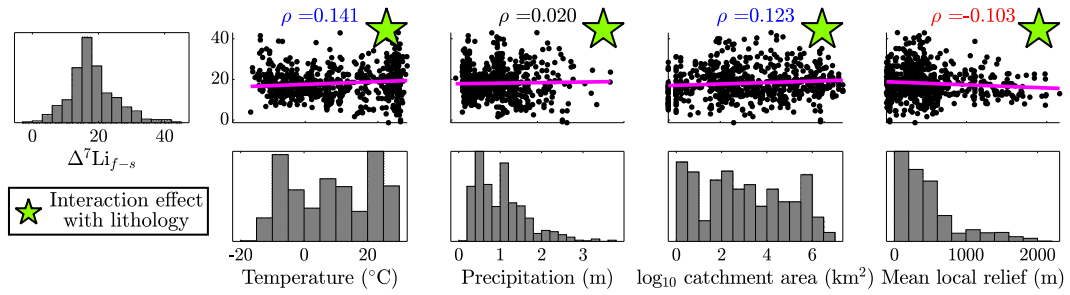 ρ =0.141
ρ =0.020
ρ =0.123
ρ =-0.103
40
20
0
0 20 40
Δ⁷Li_{f−s}
Interaction effect
with lithology
-20 0 20
Temperature (°C)
0 1 2 3
Precipitation (m)
0 2 4 6
log₁₀ catchment area (km²)
0 1000 2000
Mean local relief (m)